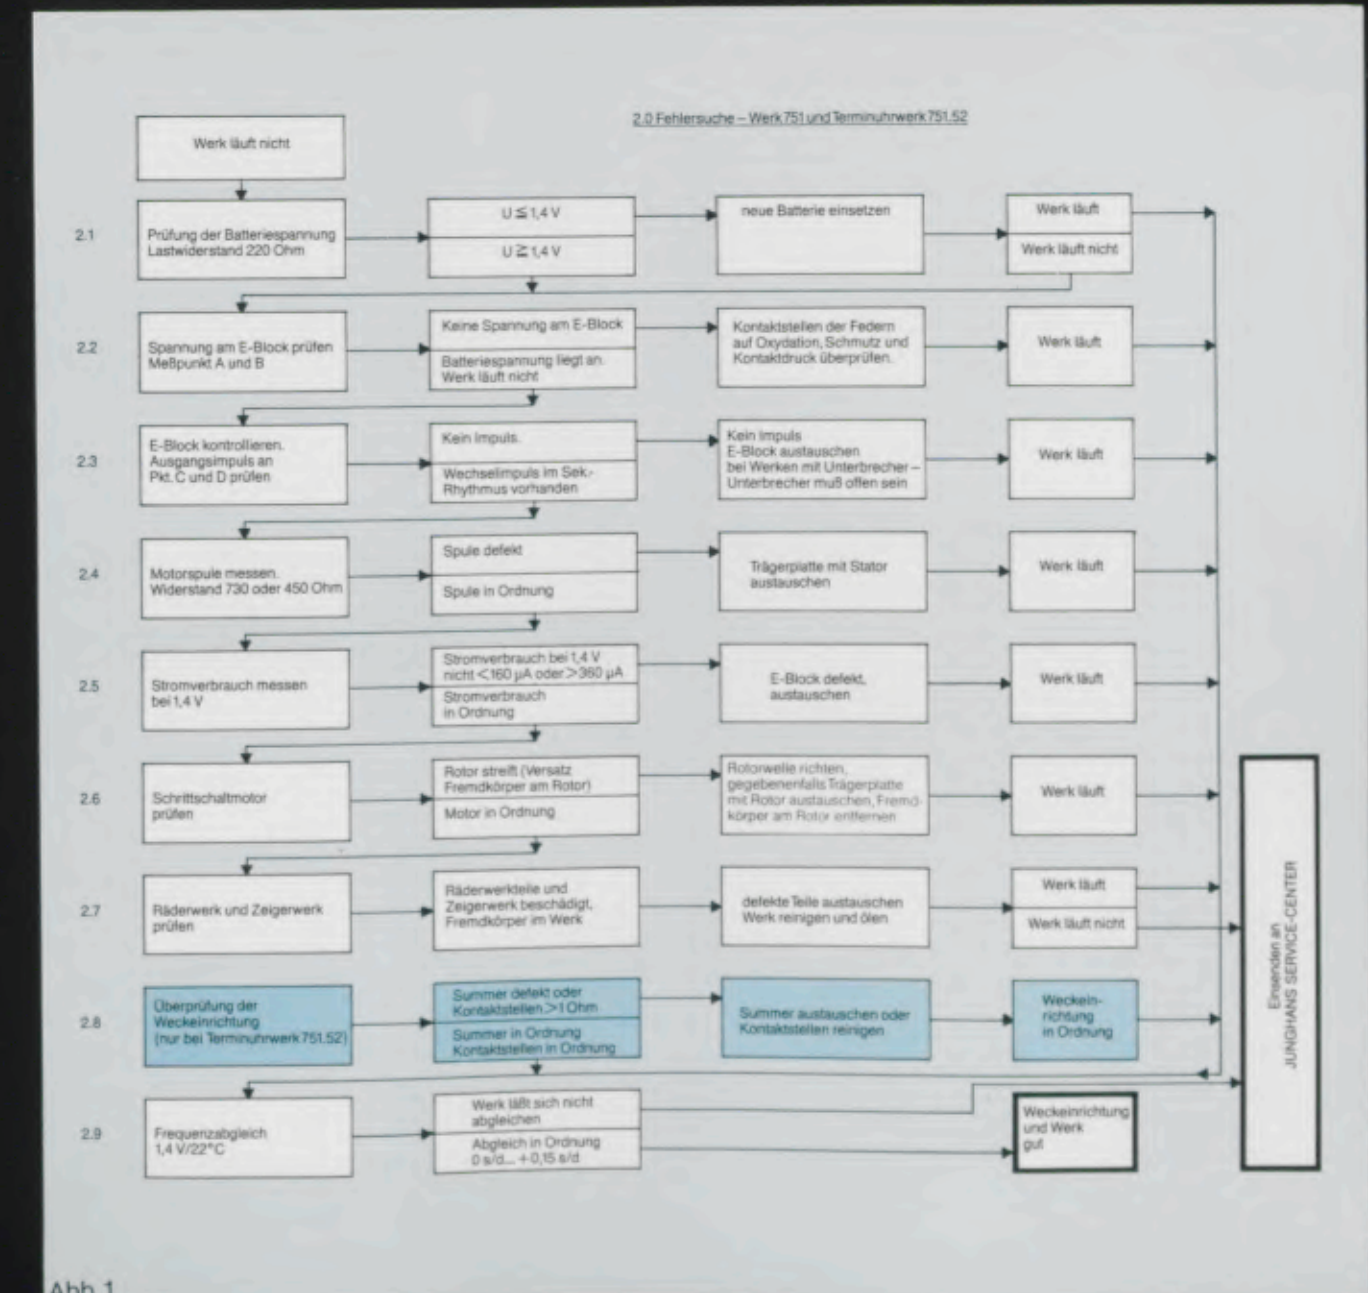 2.0 Fehlersuche – Werk 751 und Terminuhrwerk 751.52
Werk läuft nicht
2.1
Prüfung der Batteriespannung
Lastwiderstand 220 Ohm
U ≦ 1,4 V
U ≧ 1,4 V
neue Batterie einsetzen
Werk läuft
Werk läuft nicht
2.2
Spannung am E-Block prüfen
Meßpunkt A und B
Keine Spannung am E-Block
Batteriespannung liegt an.
Werk läuft nicht
Kontaktstellen der Federn
auf Oxydation, Schmutz und
Kontaktdruck überprüfen.
Werk läuft
2.3
E-Block kontrollieren.
Ausgangsimpuls an
Pkt. C und D prüfen
Kein Impuls.
Wechselimpuls im Sek.-
Rhythmus vorhanden
Kein Impuls
E-Block austauschen
bei Werken mit Unterbrecher –
Unterbrecher muß offen sein
Werk läuft
2.4
Motorspule messen.
Widerstand 730 oder 450 Ohm
Spule defekt
Spule in Ordnung
Trägerplatte mit Stator
austauschen
Werk läuft
2.5
Stromverbrauch messen
bei 1,4 V
Stromverbrauch bei 1,4 V
nicht <160 µA oder >360 µA
Stromverbrauch
in Ordnung
E-Block defekt,
austauschen
Werk läuft
2.6
Schrittschaltmotor
prüfen
Rotor streift (Versatz
Fremdkörper am Rotor)
Motor in Ordnung
Rotorwelle richten,
gegebenenfalls Trägerplatte
mit Rotor austauschen, Fremd-
körper am Rotor entfernen
Werk läuft
2.7
Räderwerk und Zeigerwerk
prüfen
Räderwerkteile und
Zeigerwerk beschädigt,
Fremdkörper im Werk
defekte Teile austauschen
Werk reinigen und ölen
Werk läuft
Werk läuft nicht
2.8
Überprüfung der
Weckeinrichtung
(nur bei Terminuhrwerk 751.52)
Summer defekt oder
Kontaktstellen >1 Ohm
Summer in Ordnung
Kontaktstellen in Ordnung
Summer austauschen oder
Kontaktstellen reinigen
Weckein-
richtung
in Ordnung
2.9
Frequenzabgleich
1,4 V/22°C
Werk läßt sich nicht
abgleichen
Abgleich in Ordnung
0 s/d... +0,15 s/d
Weckeinrichtung
und Werk
gut
Einsenden an
JUNGHANS SERVICE-CENTER
Abb. 1